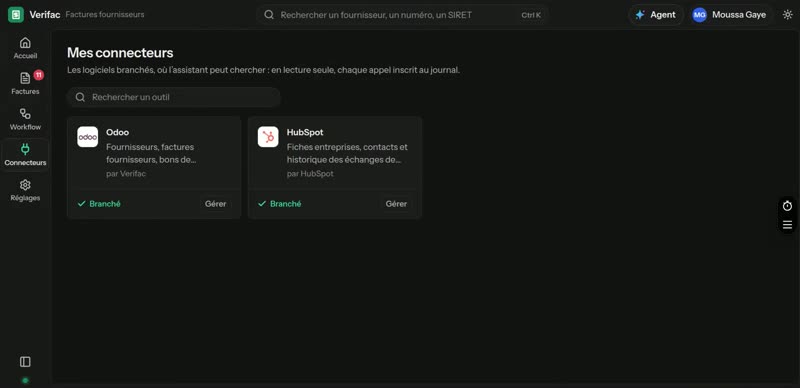 Verifac Factures fournisseurs
Rechercher un fournisseur, un numéro, un SIRET Ctrl K
Agent
MG Moussa Gaye
Accueil
11
Factures
Workflow
Connecteurs
Réglages
Mes connecteurs
Les logiciels branchés, où l'assistant peut chercher : en lecture seule, chaque appel inscrit au journal.
Rechercher un outil
odoo
Odoo
Fournisseurs, factures
fournisseurs, bons de...
par Verifac
Branché Gérer
HubSpot
Fiches entreprises, contacts et
historique des échanges de...
par HubSpot
Branché Gérer